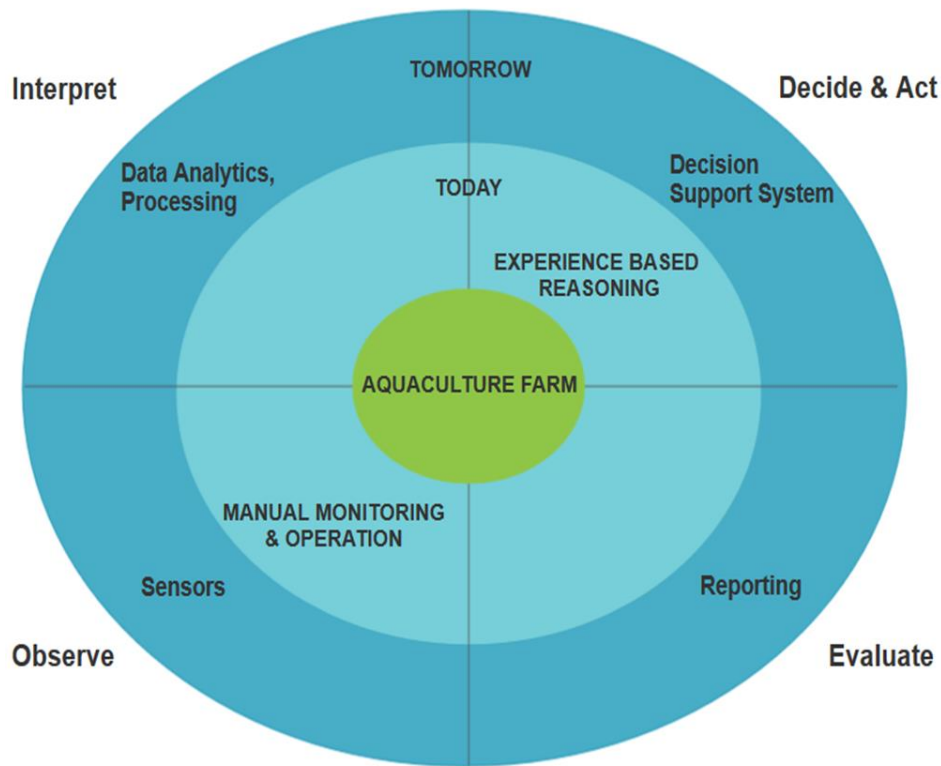 TOMORROW
Interpret
Decide & Act
Data Analytics,
Processing
TODAY
Decision
Support System
EXPERIENCE BASED
REASONING
AQUACULTURE FARM
MANUAL MONITORING
& OPERATION
Sensors
Reporting
Observe
Evaluate